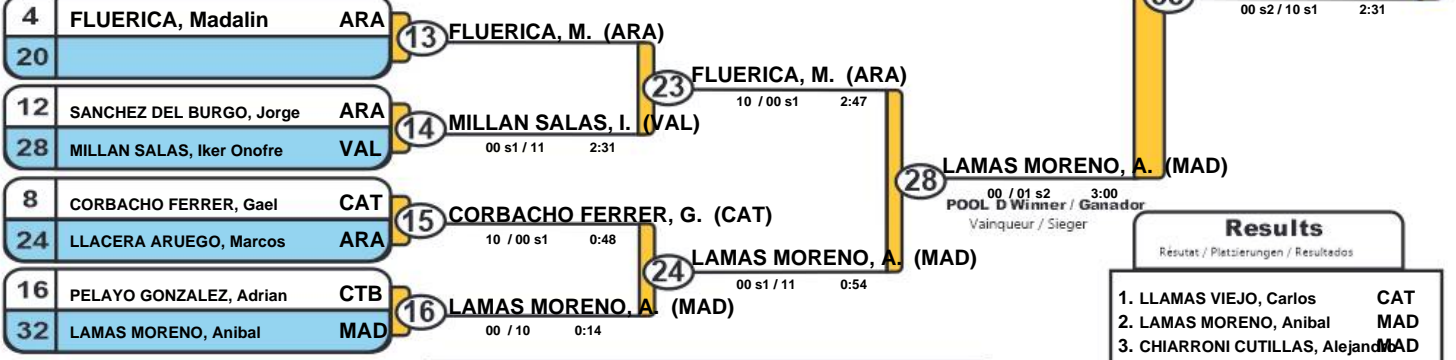 00 s2 / 10 s1 2:31
4 FLUERICA, Madalin ARA
20
13 FLUERICA, M. (ARA)
23 FLUERICA, M. (ARA)
10 / 00 s1 2:47
12 SANCHEZ DEL BURGO, Jorge ARA
28 MILLAN SALAS, Iker Onofre VAL
14 MILLAN SALAS, I. (VAL)
00 s1 / 11 2:31
28 LAMAS MORENO, A. (MAD)
00 / 01 s2 3:00
POOL D Winner / Ganador
Vainqueur / Sieger
8 CORBACHO FERRER, Gael CAT
24 LLACERA ARUEGO, Marcos ARA
15 CORBACHO FERRER, G. (CAT)
10 / 00 s1 0:48
24 LAMAS MORENO, A. (MAD)
00 s1 / 11 0:54
16 PELAYO GONZALEZ, Adrian CTB
32 LAMAS MORENO, Anibal MAD
16 LAMAS MORENO, A. (MAD)
00 / 10 0:14
Results
Résutat / Platzierungen / Resultados
1. LLAMAS VIEJO, Carlos CAT
2. LAMAS MORENO, Anibal MAD
3. CHIARRONI CUTILLAS, Alejandro MAD